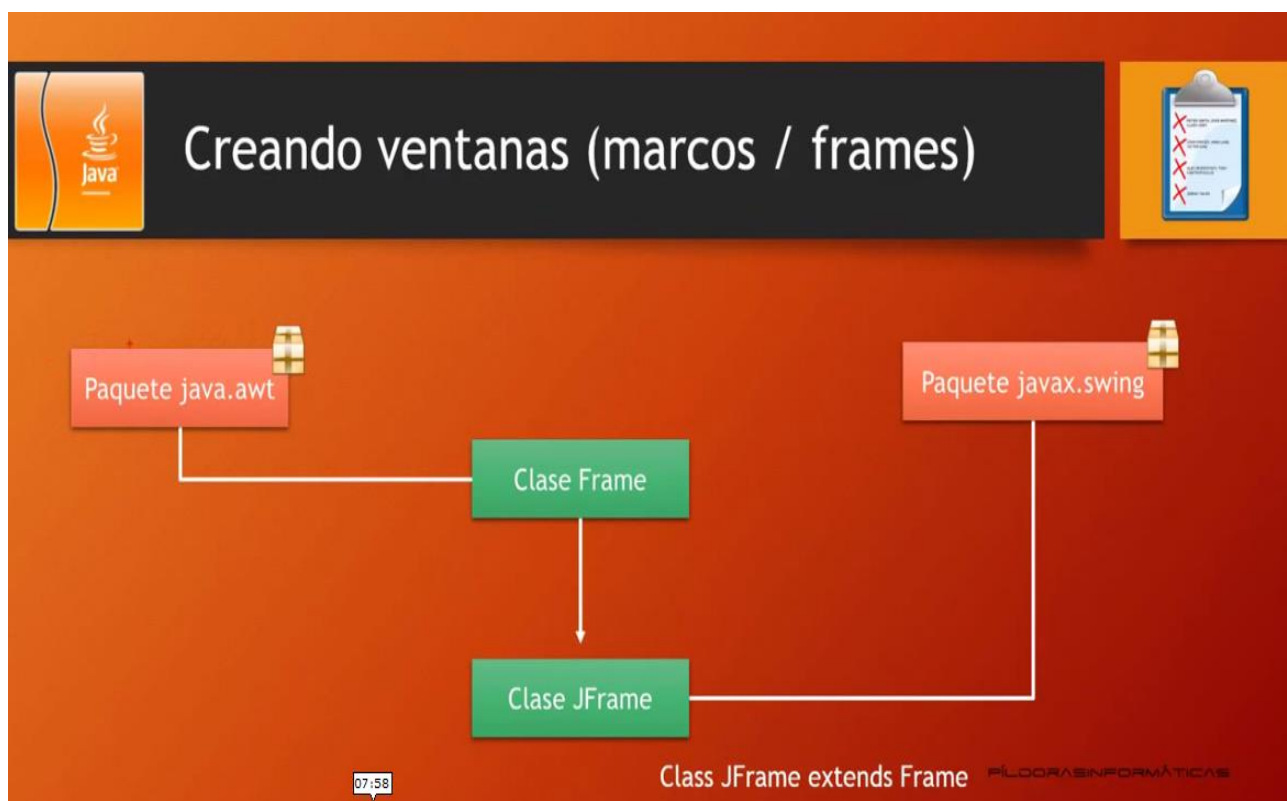 Java
Creando ventanas (marcos / frames)
Paquete java.awt
Paquete javax.swing
Clase Frame
Clase JFrame
07:58
Class JFrame extends Frame
PÍLDORASINFORMÁTICAS